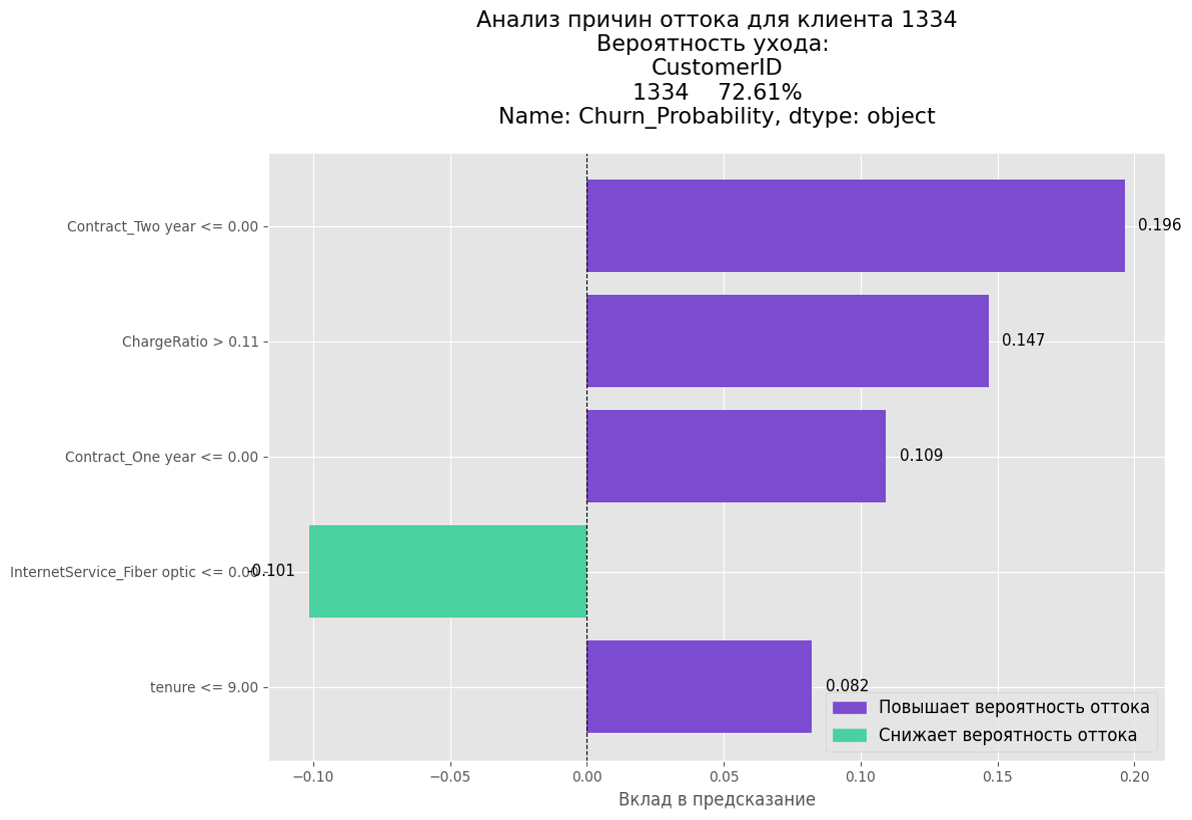 Анализ причин оттока для клиента 1334
Вероятность ухода:
CustomerID
1334    72.61%
Name: Churn_Probability, dtype: object
Contract_Two year <= 0.00
0.196
ChargeRatio > 0.11
0.147
Contract_One year <= 0.00
0.109
InternetService_Fiber optic <= 0.00
-0.101
tenure <= 9.00
0.082
Повышает вероятность оттока
Снижает вероятность оттока
−0.10 −0.05 0.00 0.05 0.10 0.15 0.20
Вклад в предсказание